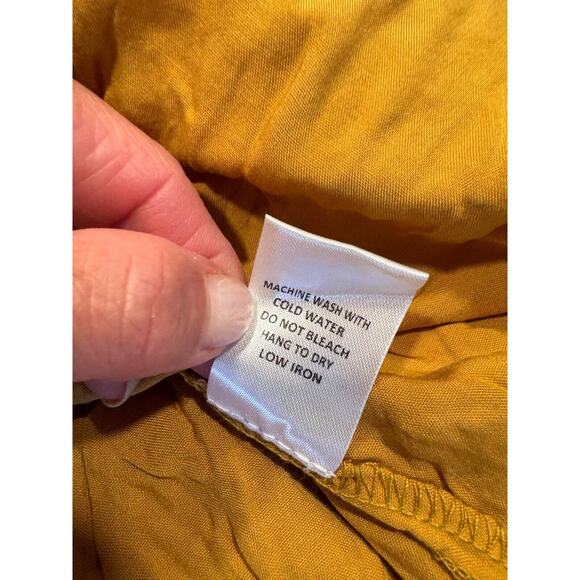 MACHINE WASH WITH
COLD WATER
DO NOT BLEACH
HANG TO DRY
LOW IRON